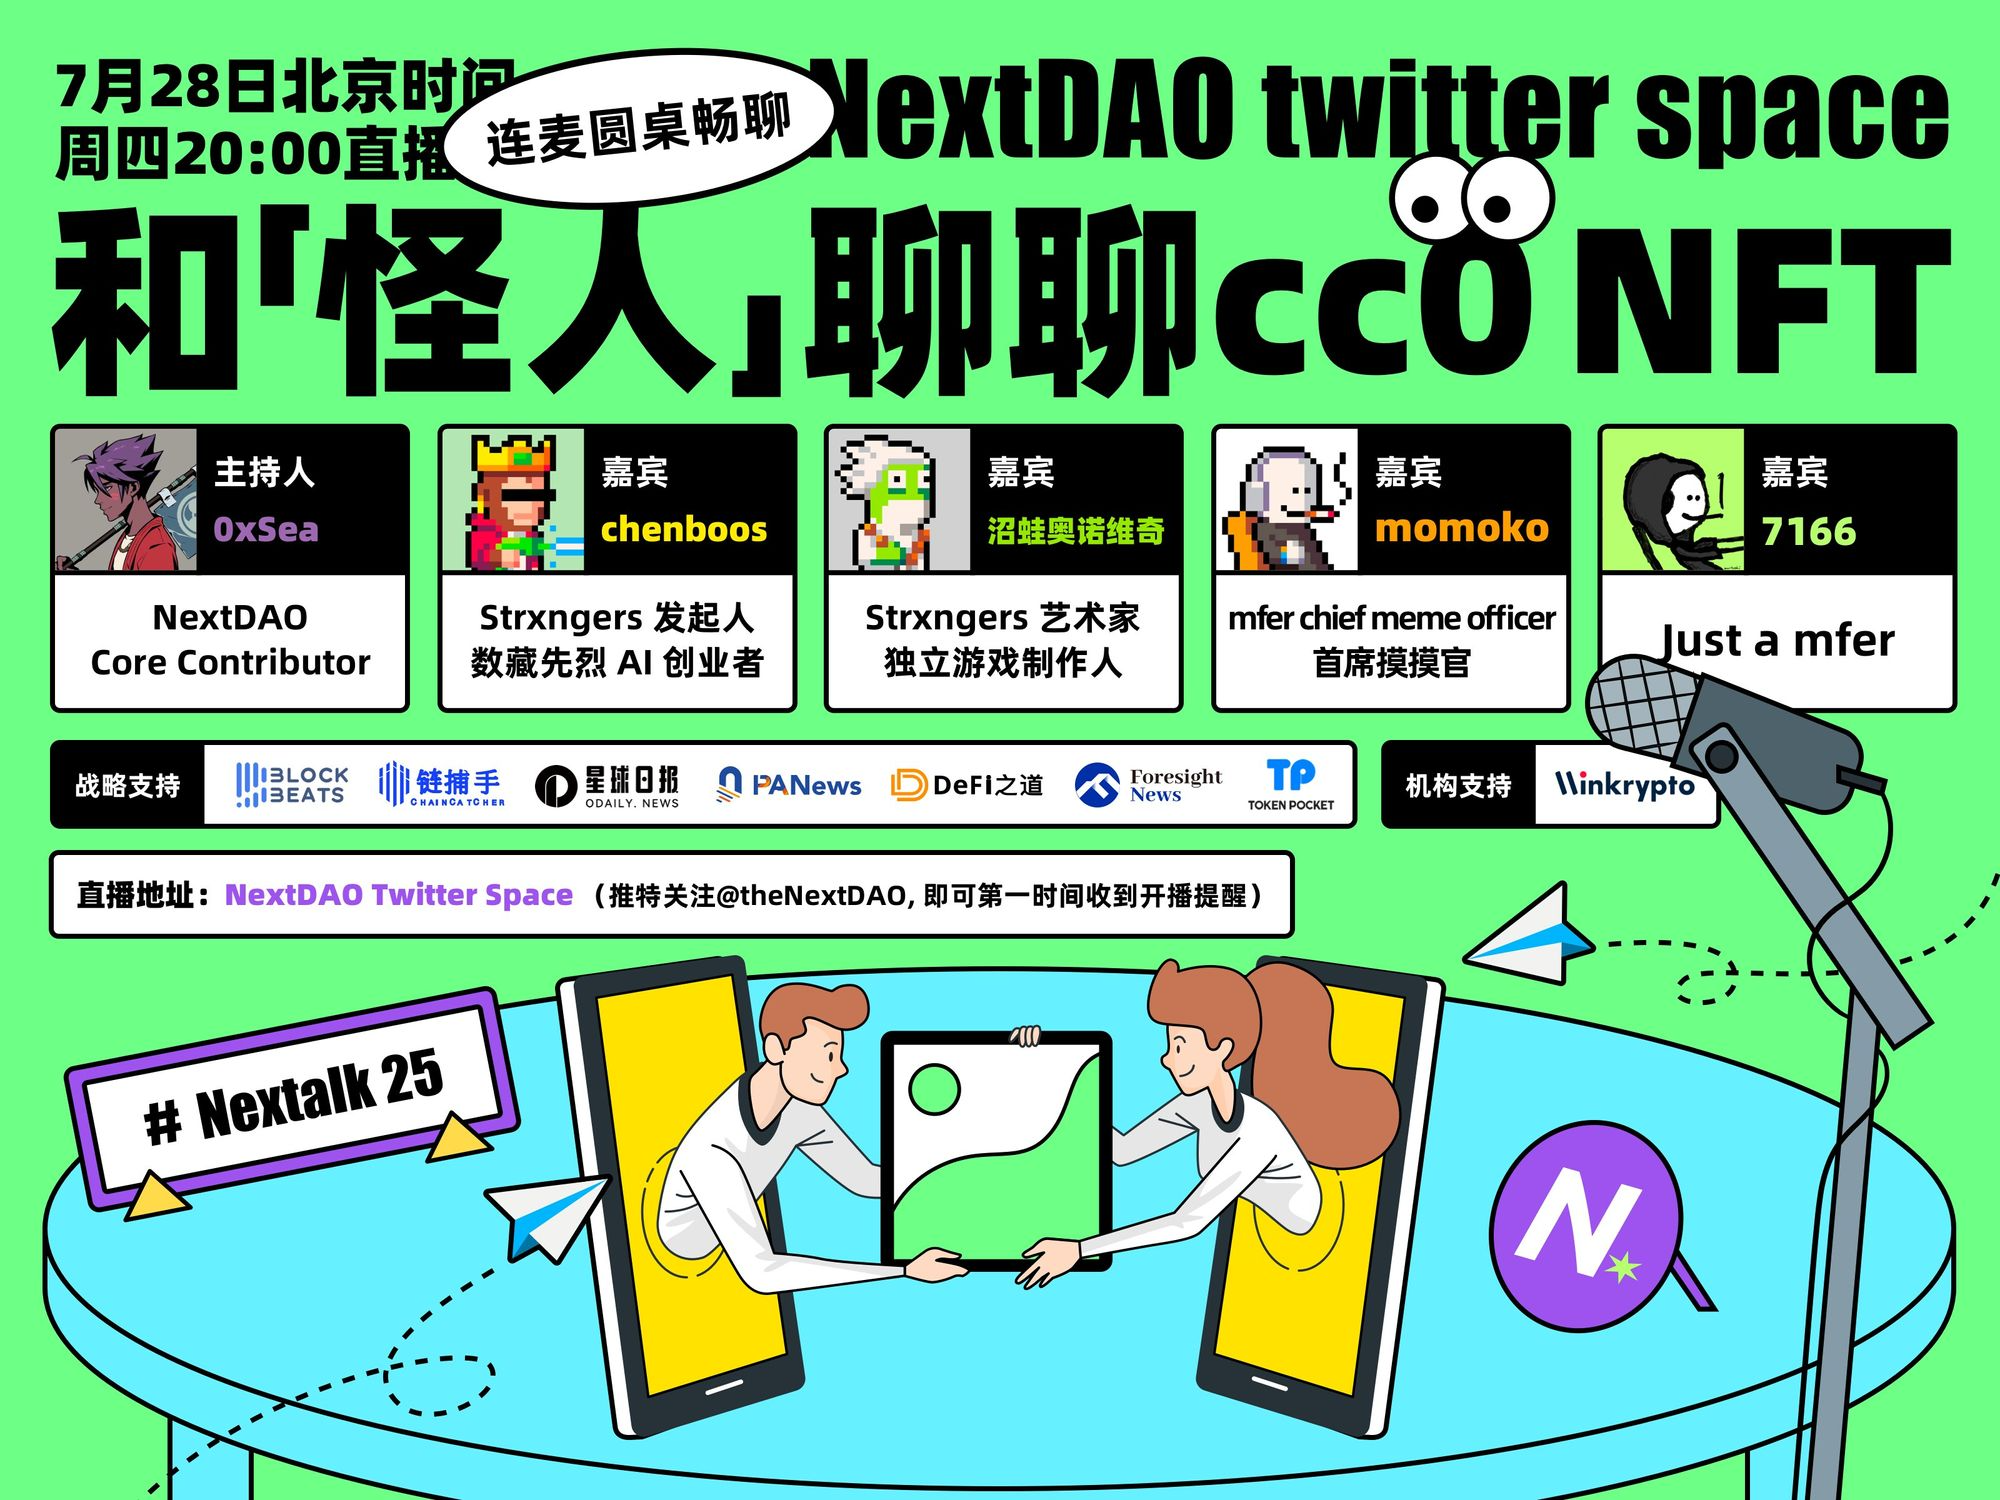 7月28日北京时间
周四20:00直播
连麦圆桌畅聊
NextDAO twitter space
和「怪人」聊聊cc0 NFT
主持人
0xSea
NextDAO
Core Contributor
嘉宾
chenboos
Strxngers 发起人
数藏先烈 AI 创业者
嘉宾
沼蛙奥诺维奇
Strxngers 艺术家
独立游戏制作人
嘉宾
momoko
mfer chief meme officer
首席摸摸官
嘉宾
7166
Just a mfer
战略支持
BLOCK
BEATS
链捕手
CHAINCATCHER
星球日报
ODAILY. NEWS
PANews
DeFi之道
Foresight
News
TP
TOKEN POCKET
机构支持
Winkrypto
直播地址：NextDAO Twitter Space（推特关注@theNextDAO, 即可第一时间收到开播提醒）
# Nextalk 25
N